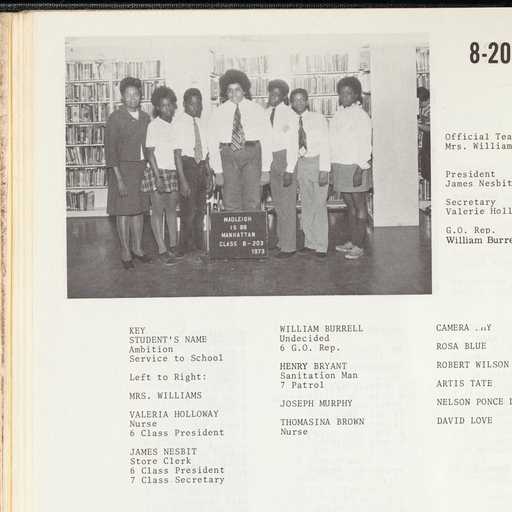 8-20
WADLEIGH
IS 88
MANHATTAN
CLASS 8-203
1973
Official Tea
Mrs. William
President
James Nesbit
Secretary
Valerie Holl
G.O. Rep.
William Burre
KEY
STUDENT'S NAME
Ambition
Service to School
Left to Right:
MRS. WILLIAMS
VALERIA HOLLOWAY
Nurse
6 Class President
JAMES NESBIT
Store Clerk
6 Class President
7 Class Secretary
WILLIAM BURRELL
Undecided
6 G.O. Rep.
HENRY BRYANT
Sanitation Man
7 Patrol
JOSEPH MURPHY
THOMASINA BROWN
Nurse
CAMERA
ROSA BLUE
ROBERT WILSON
ARTIS TATE
NELSON PONCE D
DAVID LOVE